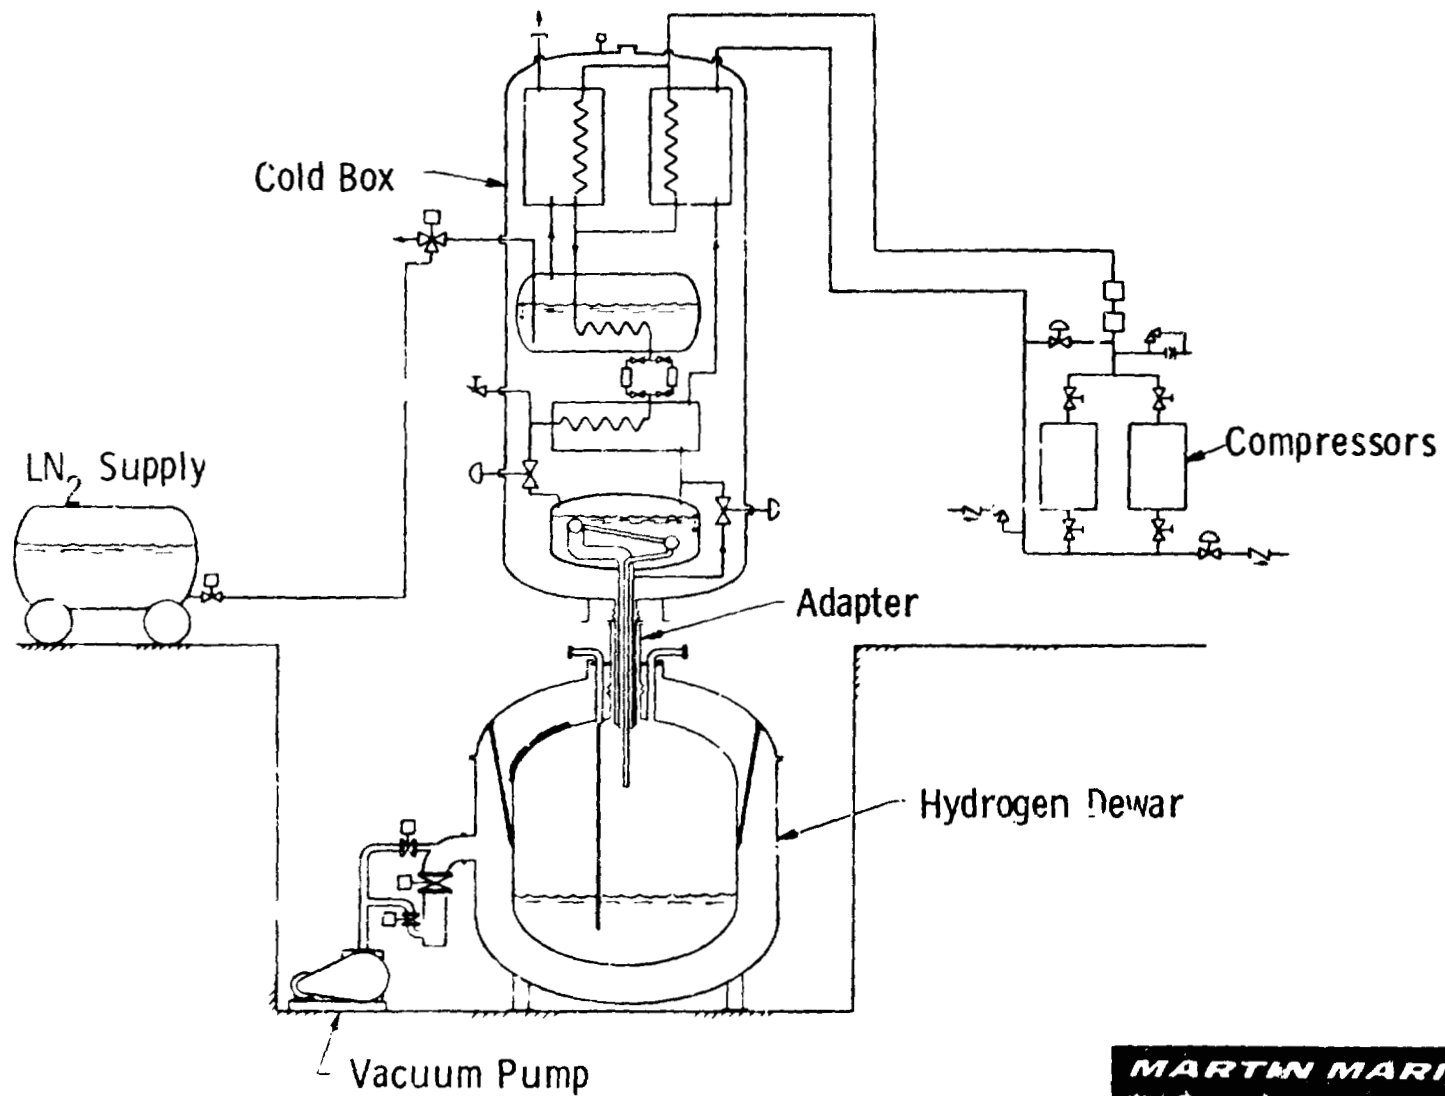 Cold Box
LN2 Supply
Compressors
Adapter
Hydrogen Dewar
Vacuum Pump
MARTIN MARI